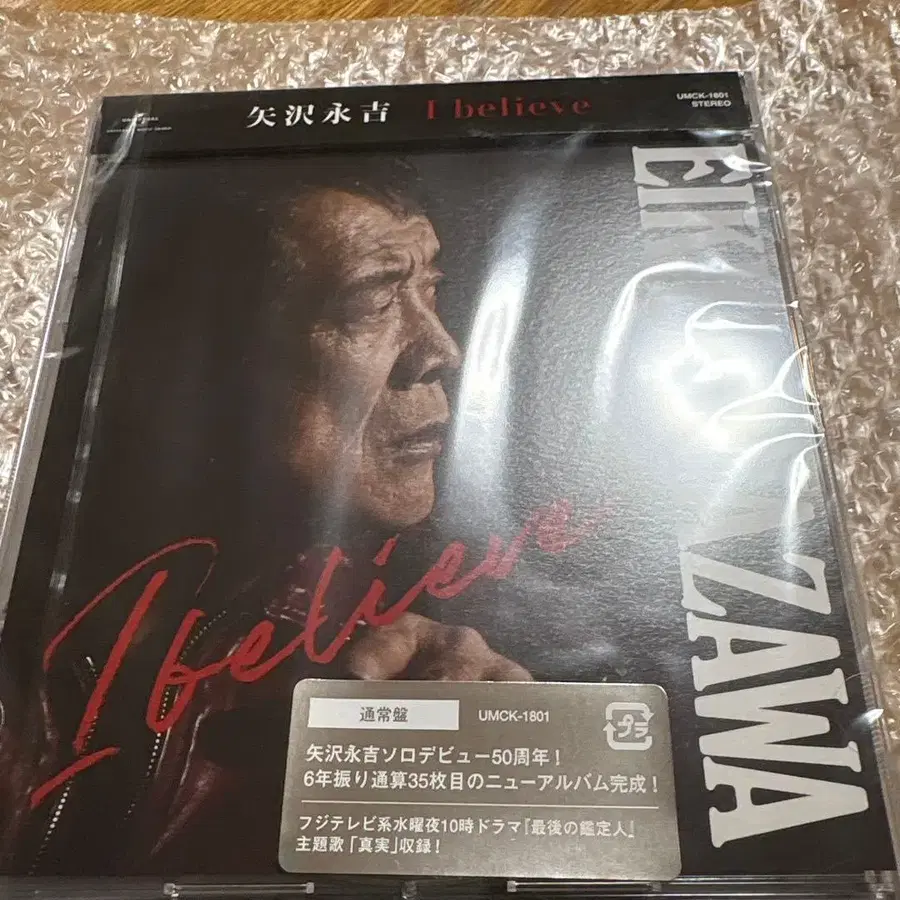 矢沢永吉 I believe
UMCK-1801
STEREO
I believe
通常盤
UMCK-1801
プラ
矢沢永吉ソロデビュー50周年!
6年振り通算35枚目のニューアルバム完成!
フジテレビ系水曜夜10時ドラマ『最後の鑑定人』
主題歌「真実」収録!